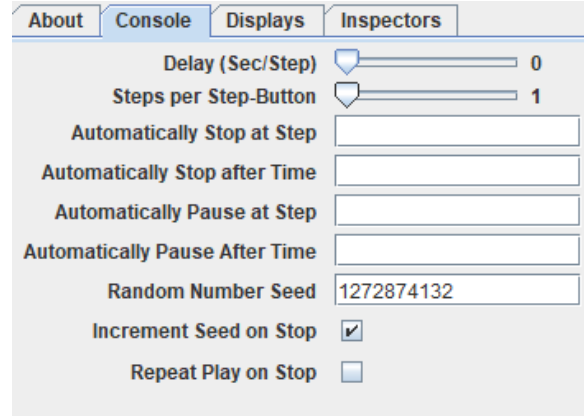 About Console Displays Inspectors
Delay (Sec/Step) 0
Steps per Step-Button 1
Automatically Stop at Step
Automatically Stop after Time
Automatically Pause at Step
Automatically Pause After Time
Random Number Seed 1272874132
Increment Seed on Stop
Repeat Play on Stop